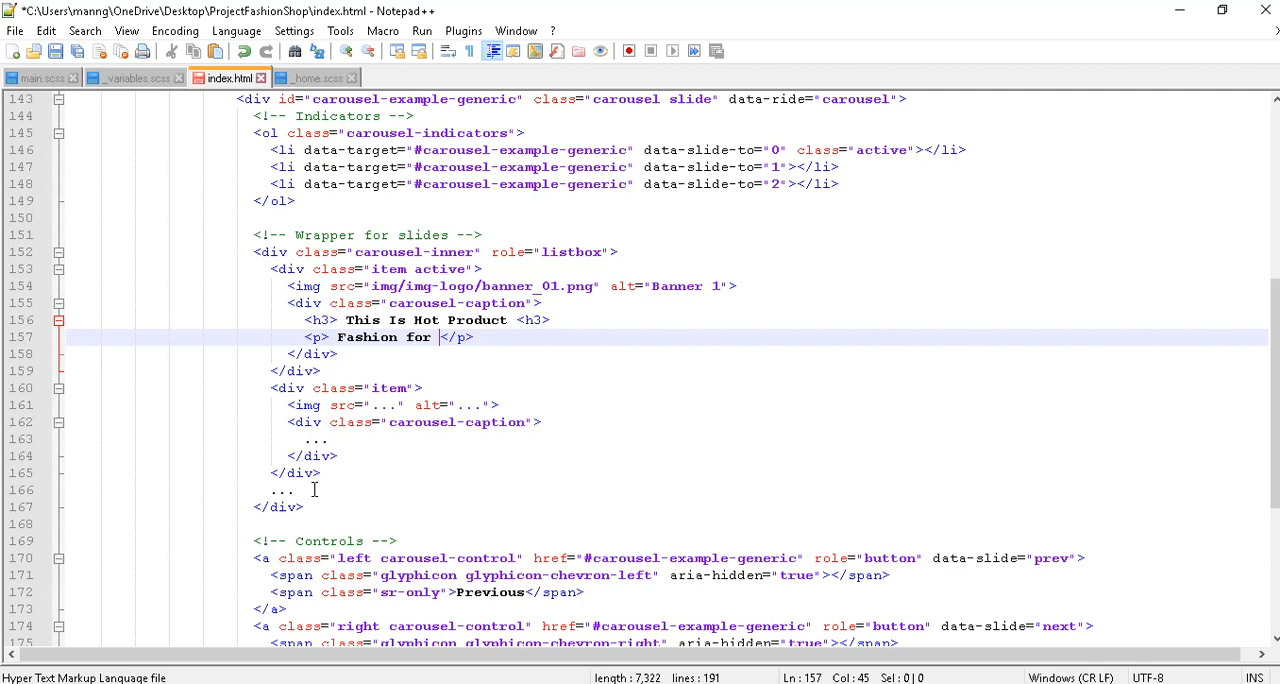 *C:\Users\manng\OneDrive\Desktop\ProjectFashionShop\index.html - Notepad++
File Edit Search View Encoding Language Settings Tools Macro Run Plugins Window ?
main.scss _variables.scss index.html _home.scss
143 <div id="carousel-example-generic" class="carousel slide" data-ride="carousel">
144 <!-- Indicators -->
145 <ol class="carousel-indicators">
146 <li data-target="#carousel-example-generic" data-slide-to="0" class="active"></li>
147 <li data-target="#carousel-example-generic" data-slide-to="1"></li>
148 <li data-target="#carousel-example-generic" data-slide-to="2"></li>
149 </ol>
150
151 <!-- Wrapper for slides -->
152 <div class="carousel-inner" role="listbox">
153 <div class="item active">
154 <img src="img/img-logo/banner_01.png" alt="Banner 1">
155 <div class="carousel-caption">
156 <h3> This Is Hot Product <h3>
157 <p> Fashion for </p>
158 </div>
159 </div>
160 <div class="item">
161 <img src="..." alt="...">
162 <div class="carousel-caption">
163 ...
164 </div>
165 </div>
166 ...
167 </div>
168
169 <!-- Controls -->
170 <a class="left carousel-control" href="#carousel-example-generic" role="button" data-slide="prev">
171 <span class="glyphicon glyphicon-chevron-left" aria-hidden="true"></span>
172 <span class="sr-only">Previous</span>
173 </a>
174 <a class="right carousel-control" href="#carousel-example-generic" role="button" data-slide="next">
175 <span class="glyphicon glyphicon-chevron-right" aria-hidden="true"></span>
Hyper Text Markup Language file length : 7,322 lines : 191 Ln : 157 Col : 45 Sel : 0 | 0 Windows (CR LF) UTF-8 INS